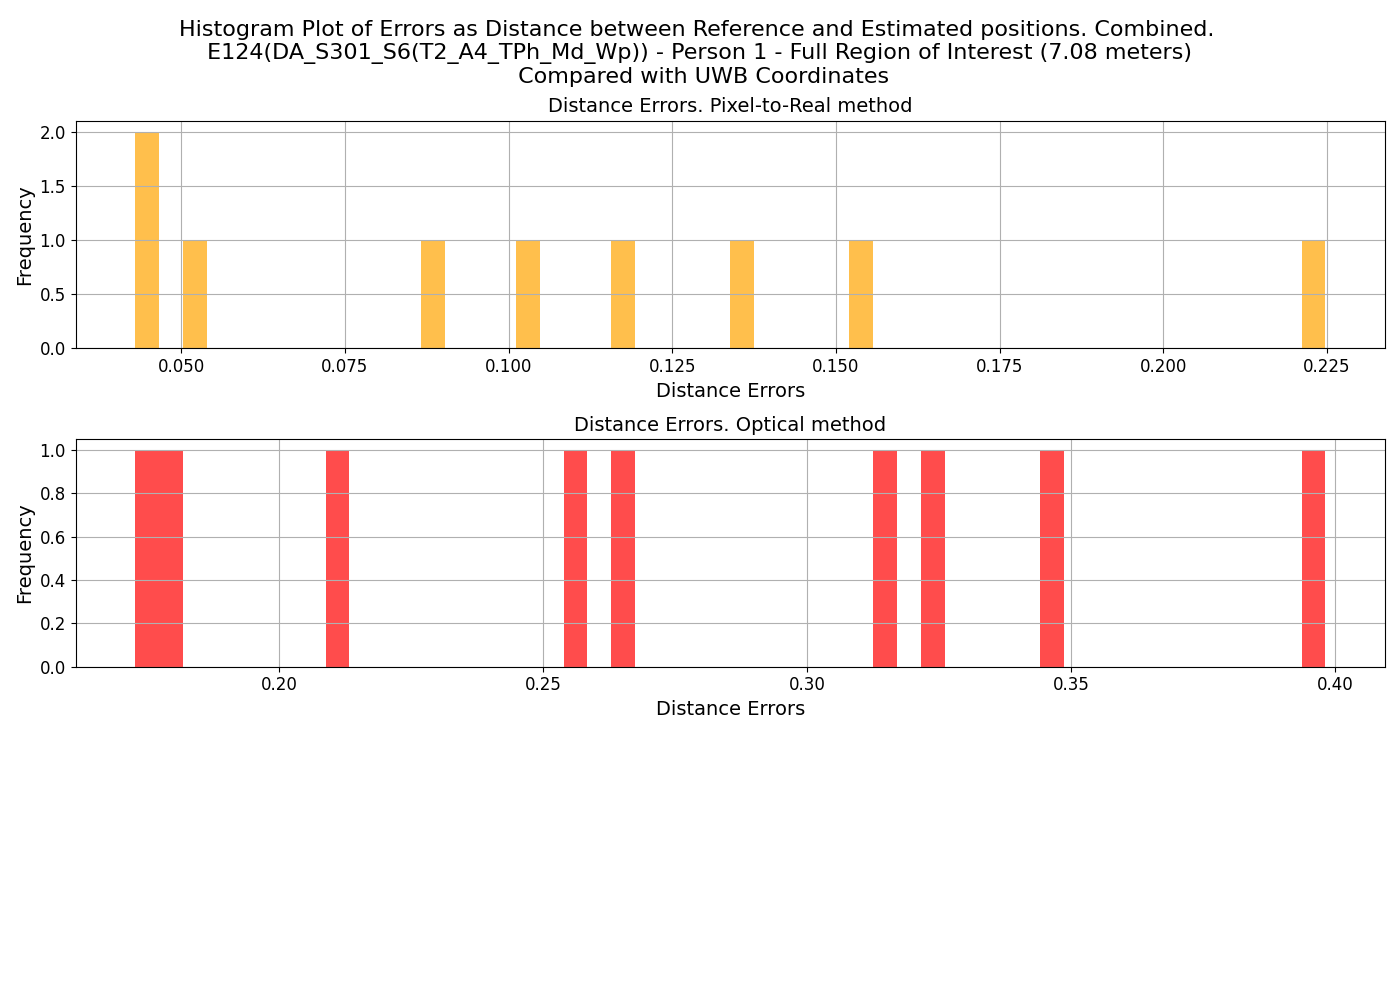 Histogram Plot of Errors as Distance between Reference and Estimated positions. Combined.
E124(DA_S301_S6(T2_A4_TPh_Md_Wp)) - Person 1 - Full Region of Interest (7.08 meters)
Compared with UWB Coordinates
Distance Errors. Pixel-to-Real method
Frequency
2.0
1.5
1.0
0.5
0.0
0.050 0.075 0.100 0.125 0.150 0.175 0.200 0.225
Distance Errors
Distance Errors. Optical method
Frequency
1.0
0.8
0.6
0.4
0.2
0.0
0.20 0.25 0.30 0.35 0.40
Distance Errors